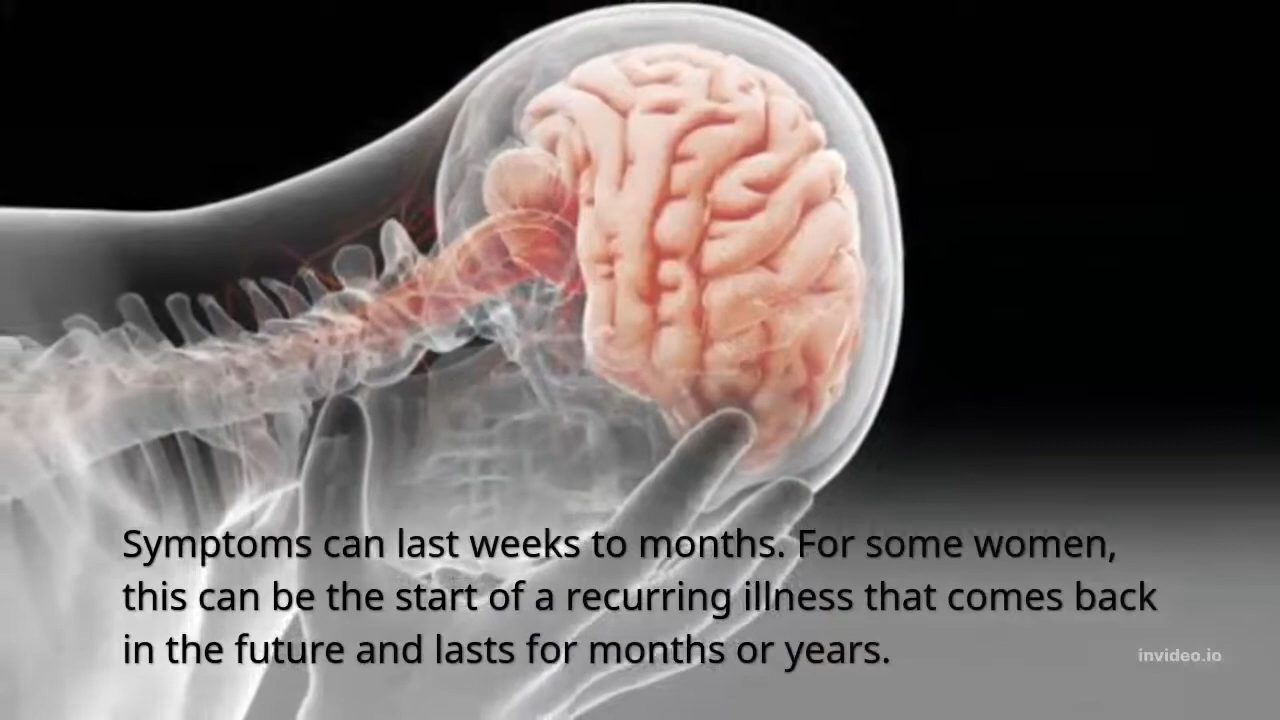 Symptoms can last weeks to months. For some women,
this can be the start of a recurring illness that comes back
in the future and lasts for months or years.
invideo.io